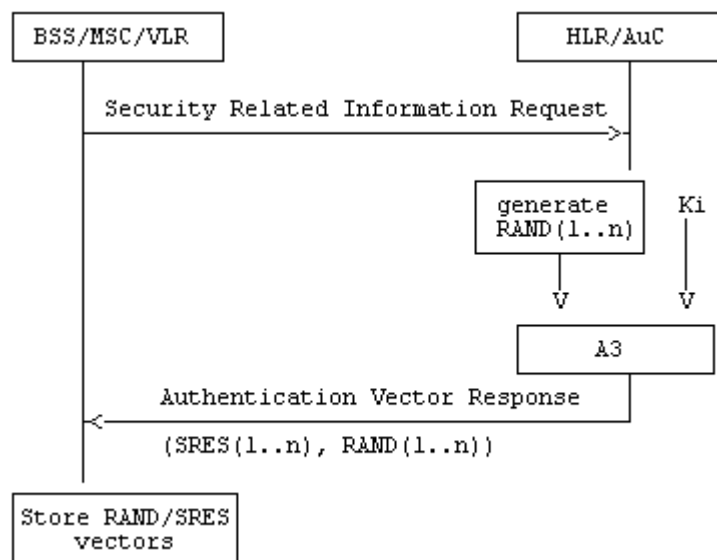 BSS/MSC/VLR
HLR/AuC
Security Related Information Request
generate
RAND(1..n)
Ki
V
V
A3
Authentication Vector Response
(SRES(1..n), RAND(1..n))
Store RAND/SRES
vectors